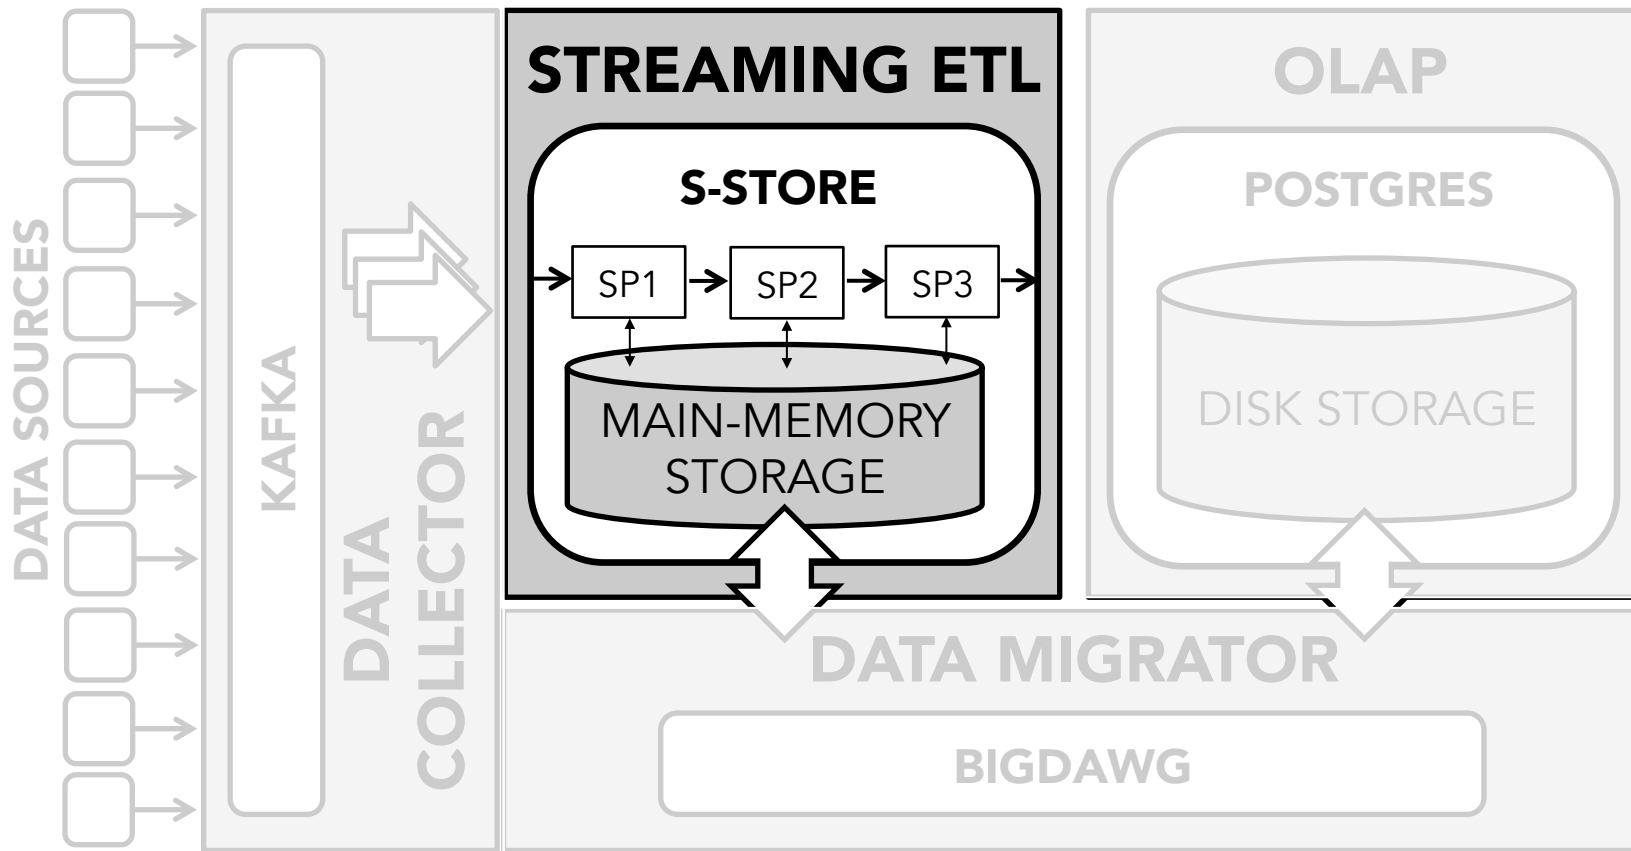 DATA SOURCES
KAFKA
DATA
COLLECTOR
STREAMING ETL
S-STORE
SP1
SP2
SP3
MAIN-MEMORY
STORAGE
OLAP
POSTGRES
DISK STORAGE
DATA MIGRATOR
BIGDAWG